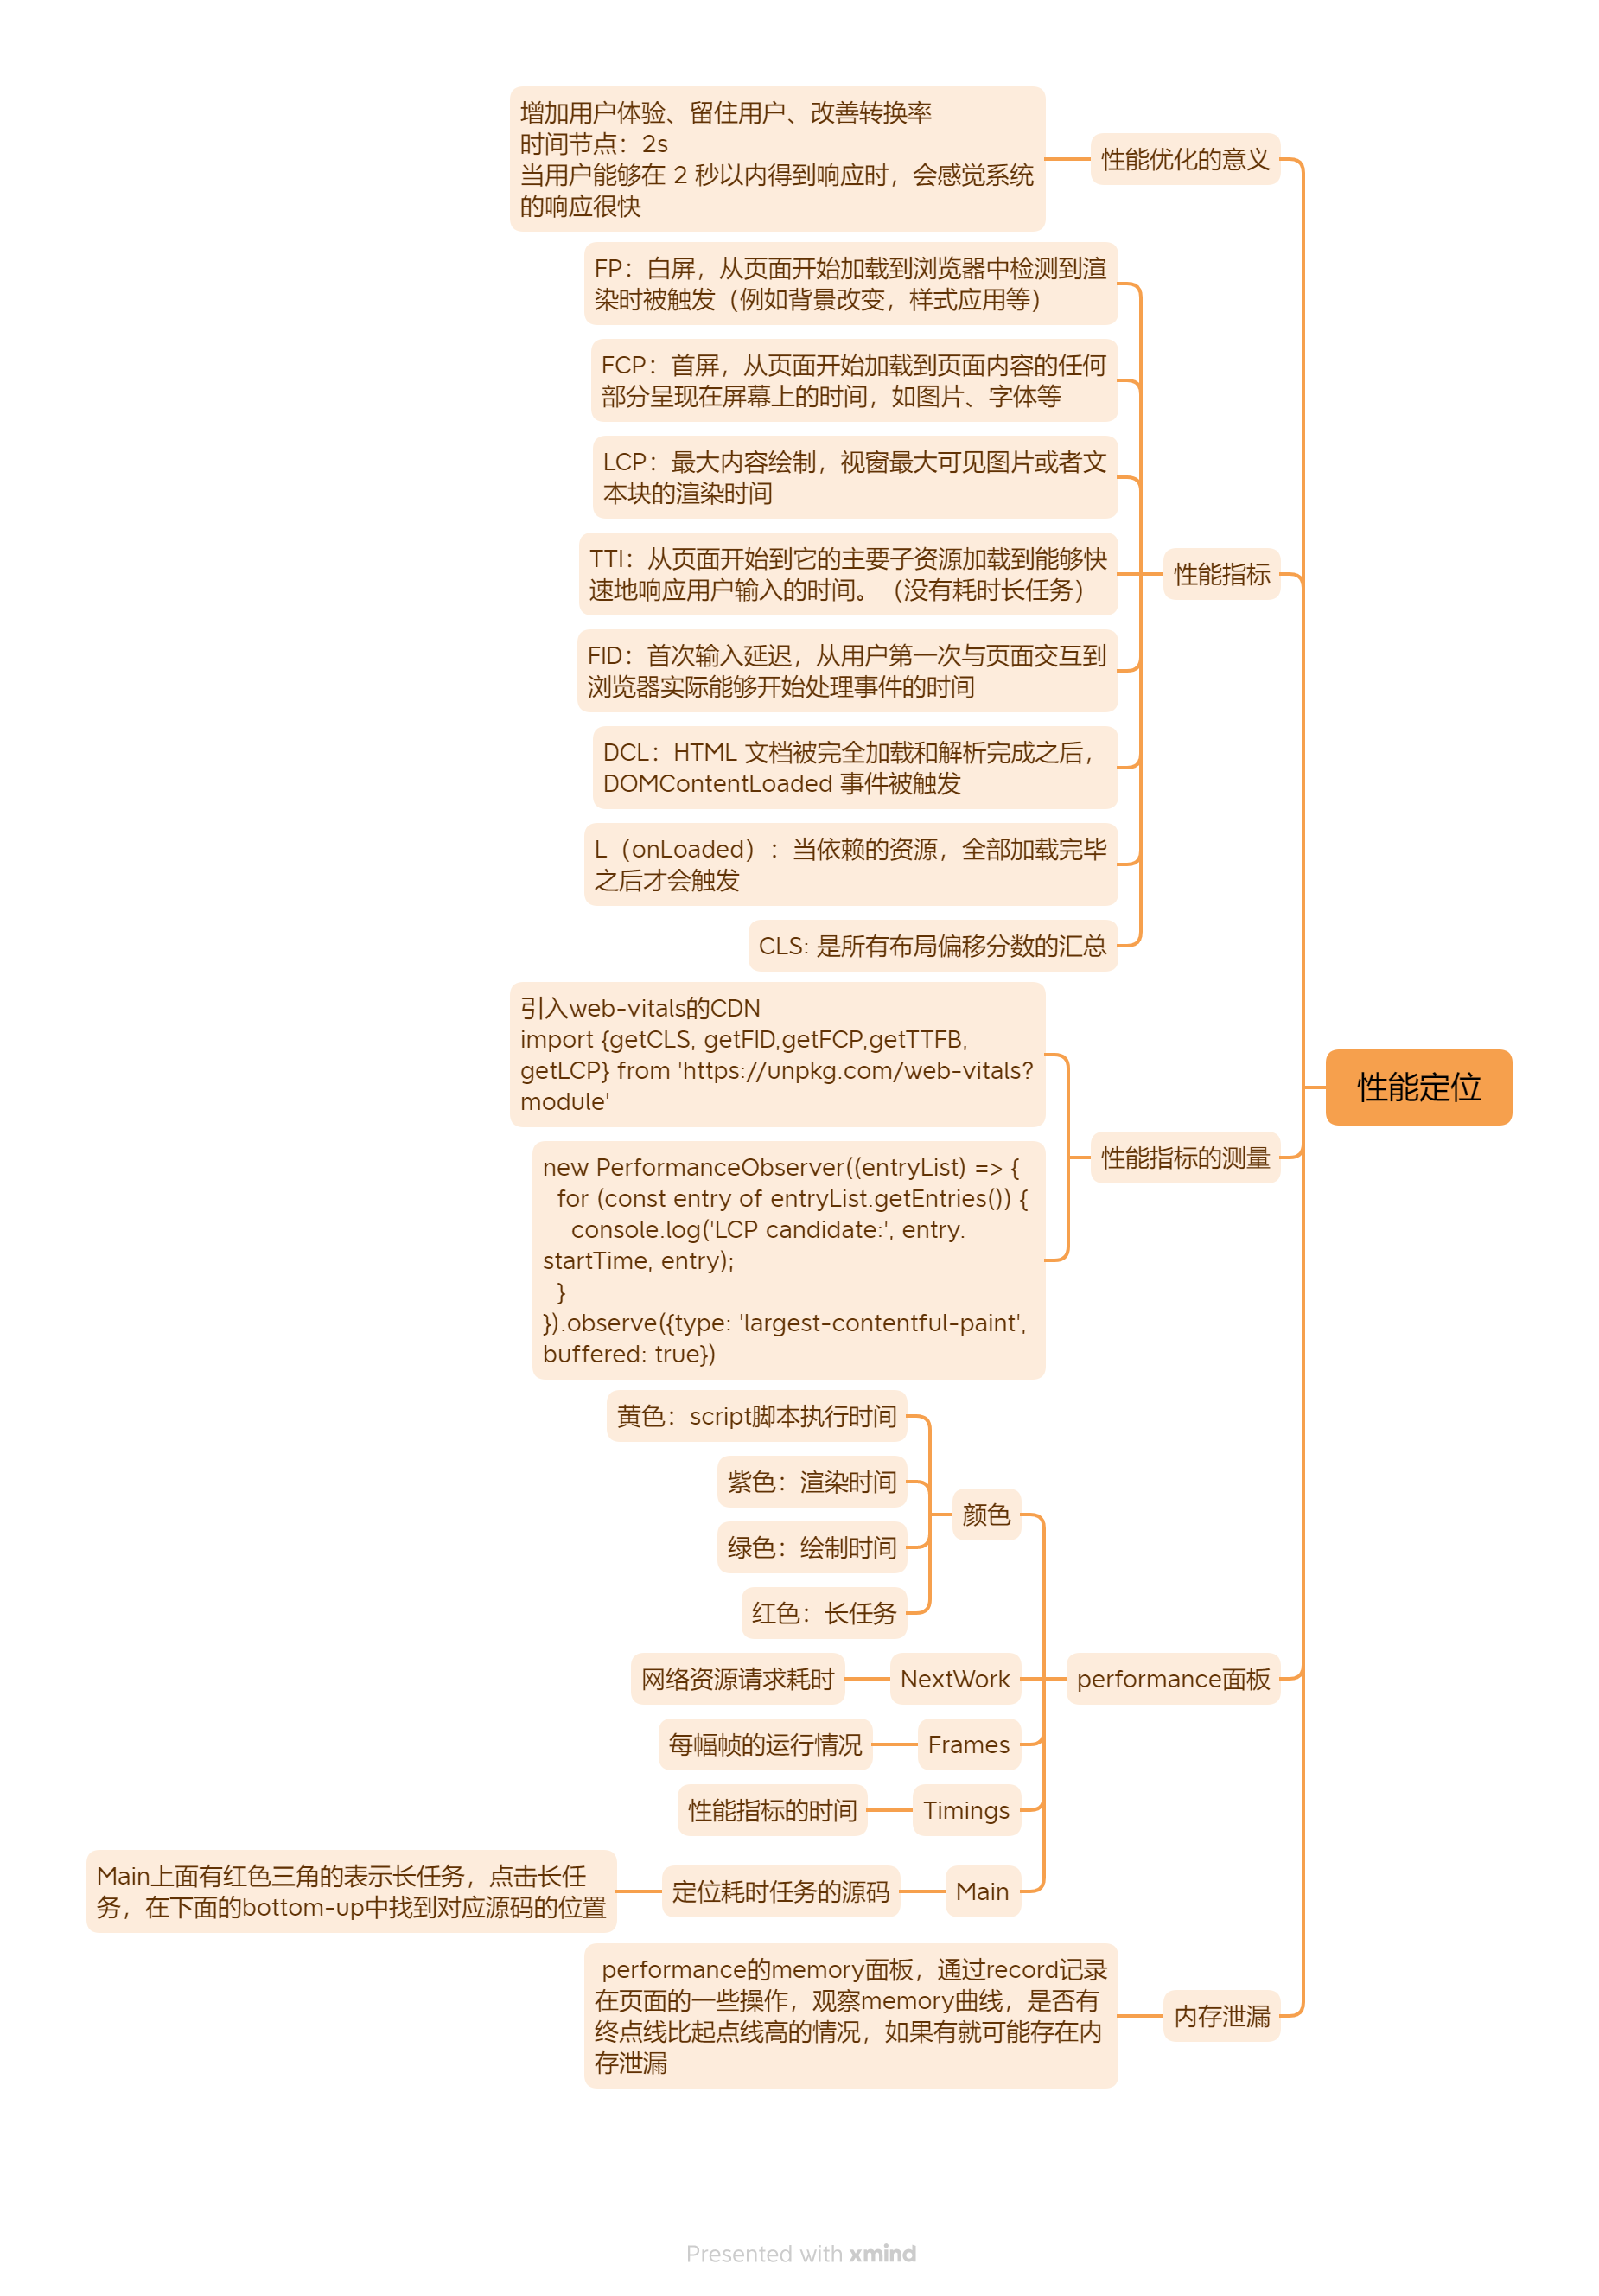 增加用户体验、留住用户、改善转换率
时间节点：2s
当用户能够在 2 秒以内得到响应时，会感觉系统
的响应很快
性能优化的意义
FP：白屏，从页面开始加载到浏览器中检测到渲
染时被触发（例如背景改变，样式应用等）
FCP：首屏，从页面开始加载到页面内容的任何
部分呈现在屏幕上的时间，如图片、字体等
LCP：最大内容绘制，视窗最大可见图片或者文
本块的渲染时间
TTI：从页面开始到它的主要子资源加载到能够快
速地响应用户输入的时间。（没有耗时长任务）
性能指标
FID：首次输入延迟，从用户第一次与页面交互到
浏览器实际能够开始处理事件的时间
DCL：HTML 文档被完全加载和解析完成之后，
DOMContentLoaded 事件被触发
L（onLoaded）：当依赖的资源，全部加载完毕
之后才会触发
CLS: 是所有布局偏移分数的汇总
引入web-vitals的CDN
import {getCLS, getFID,getFCP,getTTFB,
getLCP} from 'https://unpkg.com/web-vitals?
module'
性能定位
性能指标的测量
new PerformanceObserver((entryList) => {
for (const entry of entryList.getEntries()) {
console.log('LCP candidate:', entry.
startTime, entry);
}
}).observe({type: 'largest-contentful-paint',
buffered: true})
黄色：script脚本执行时间
紫色：渲染时间
颜色
绿色：绘制时间
红色：长任务
网络资源请求耗时
NextWork
performance面板
每幅帧的运行情况
Frames
性能指标的时间
Timings
Main上面有红色三角的表示长任务，点击长任
务，在下面的bottom-up中找到对应源码的位置
定位耗时任务的源码
Main
performance的memory面板，通过record记录
在页面的一些操作，观察memory曲线，是否有
终点线比起点线高的情况，如果有就可能存在内
存泄漏
内存泄漏
Presented with xmind